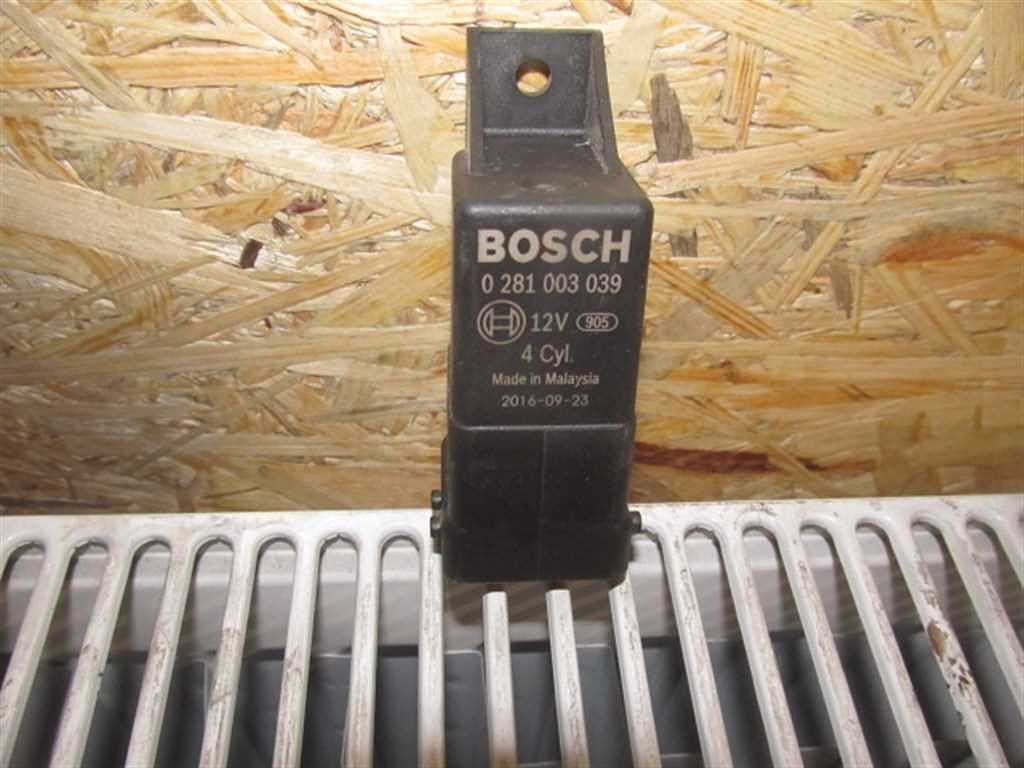 BOSCH
0 281 003 039
12V 905
4 Cyl.
Made in Malaysia
2016-09-23